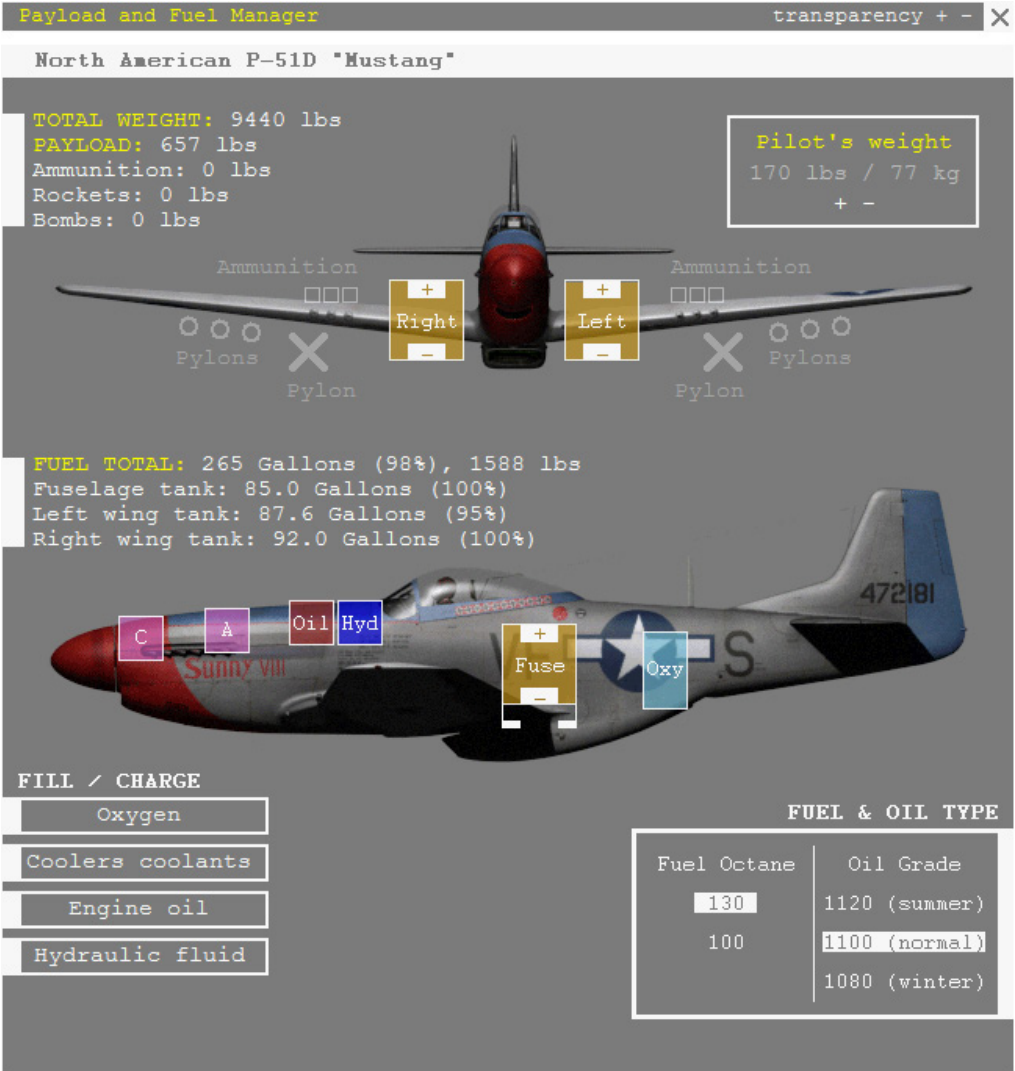 Payload and Fuel Manager
transparency + -
North American P-51D "Mustang"
TOTAL WEIGHT: 9440 lbs
PAYLOAD: 657 lbs
Ammunition: 0 lbs
Rockets: 0 lbs
Bombs: 0 lbs
Pilot's weight
170 lbs / 77 kg
+ -
Ammunition
Ammunition
+
+
Right
Left
-
-
Pylons
Pylons
Pylon
Pylon
FUEL TOTAL: 265 Gallons (98%), 1588 lbs
Fuselage tank: 85.0 Gallons (100%)
Left wing tank: 87.6 Gallons (95%)
Right wing tank: 92.0 Gallons (100%)
472181
C
A
Oil
Hyd
+
Fuse
-
Oxy
S
Sunny VIII
FILL / CHARGE
Oxygen
Coolers coolants
Engine oil
Hydraulic fluid
FUEL & OIL TYPE
Fuel Octane
Oil Grade
130
1120 (summer)
100
1100 (normal)
1080 (winter)